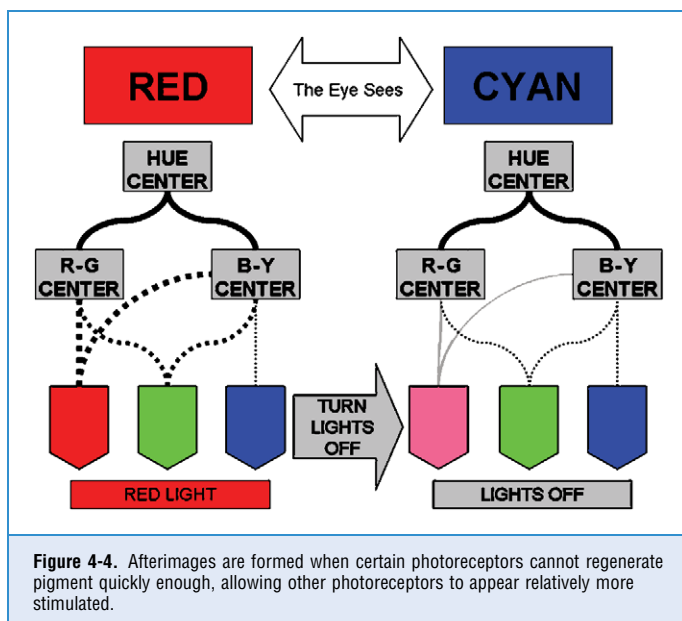 RED
The Eye Sees
CYAN
HUE
CENTER
HUE
CENTER
R-G
CENTER
B-Y
CENTER
R-G
CENTER
B-Y
CENTER
TURN
LIGHTS
OFF
RED LIGHT
LIGHTS OFF
Figure 4-4. Afterimages are formed when certain photoreceptors cannot regenerate
pigment quickly enough, allowing other photoreceptors to appear relatively more
stimulated.